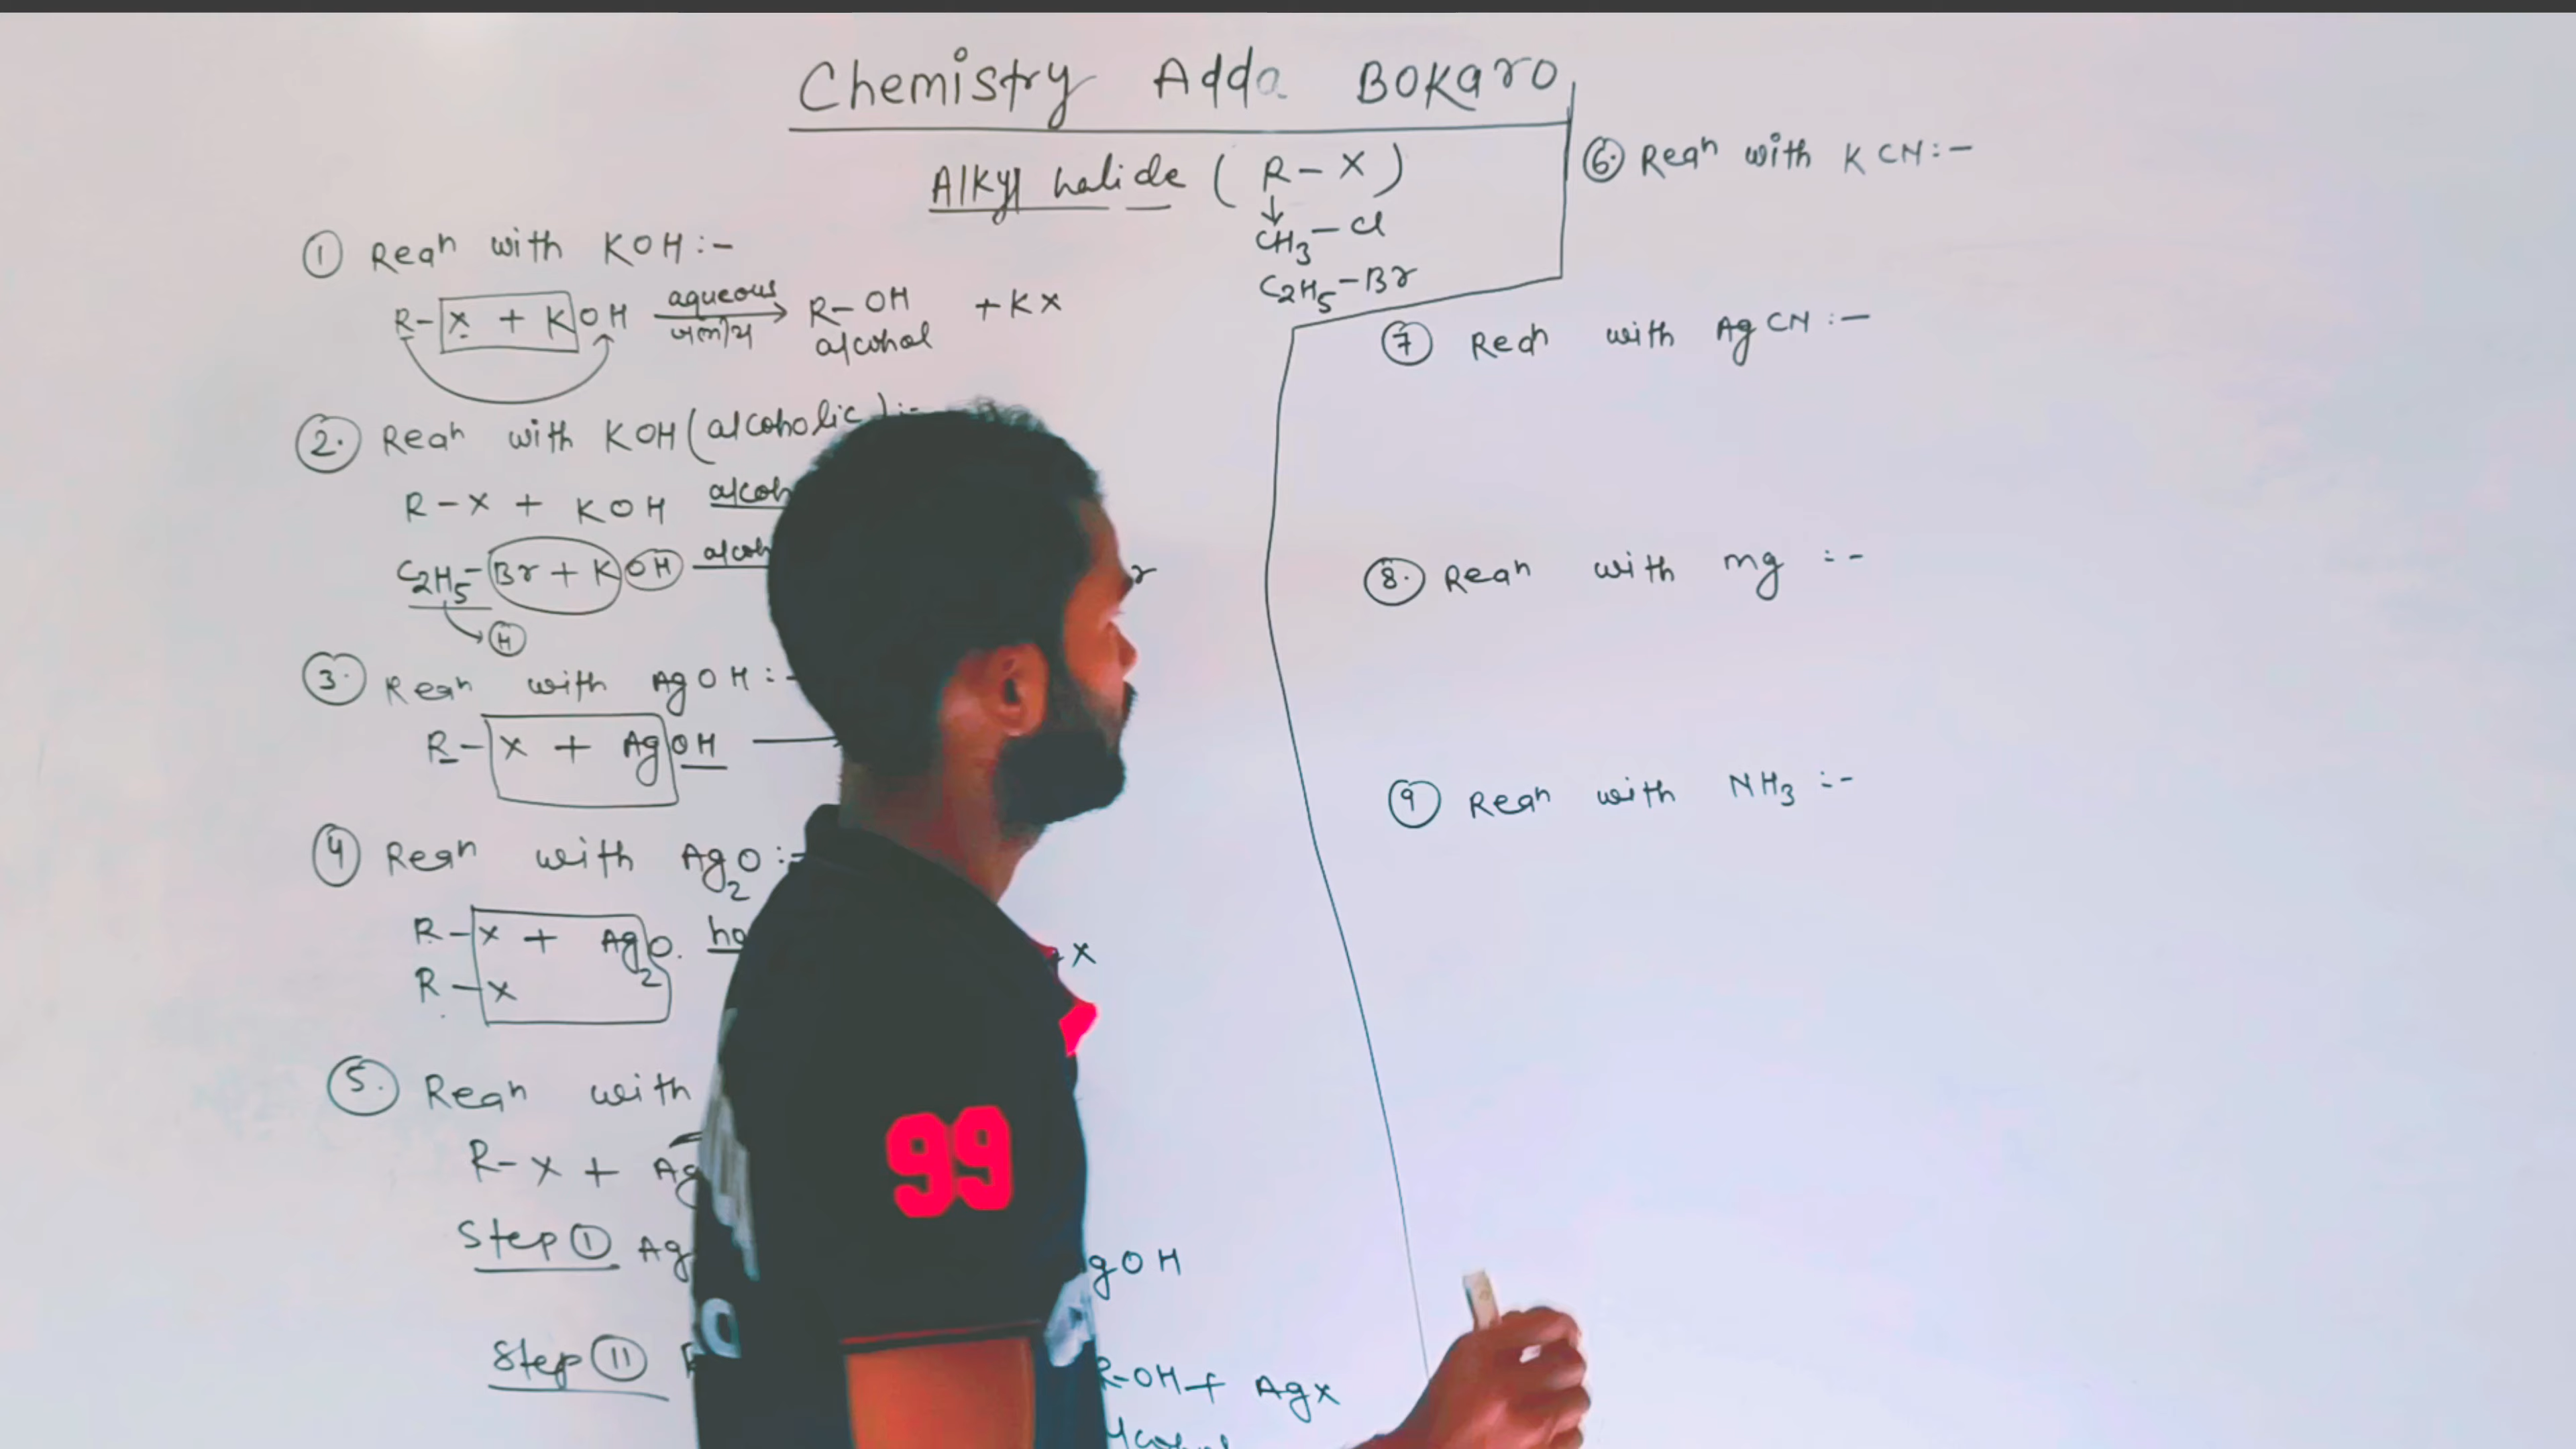 Chemistry Adda BOKaro
Alkyl halide ( R - X )
↓
CH3 - Cl
C2H5 - Br
① Reaⁿ with KOH :-
R - X + KOH aqueous → R - OH + KX
जलीय
alcohol
2. Reaⁿ with KOH (alcoholic) :-
R - X + KOH
C2H5 - Br + KOH
H
3. Reaⁿ with AgOH :-
R - X + AgOH →
④ Reaⁿ with Ag2O :-
R - X + Ag2O
R - X
X
5. Reaⁿ with
R - X + Ag
Step ① Ag
gOH
Step ⑪
R-OH + AgX
⑥ Reaⁿ with KCN :-
⑦ Reaⁿ with AgCN :-
8. Reaⁿ with mg :-
⑨ Reaⁿ with NH3 :-
99